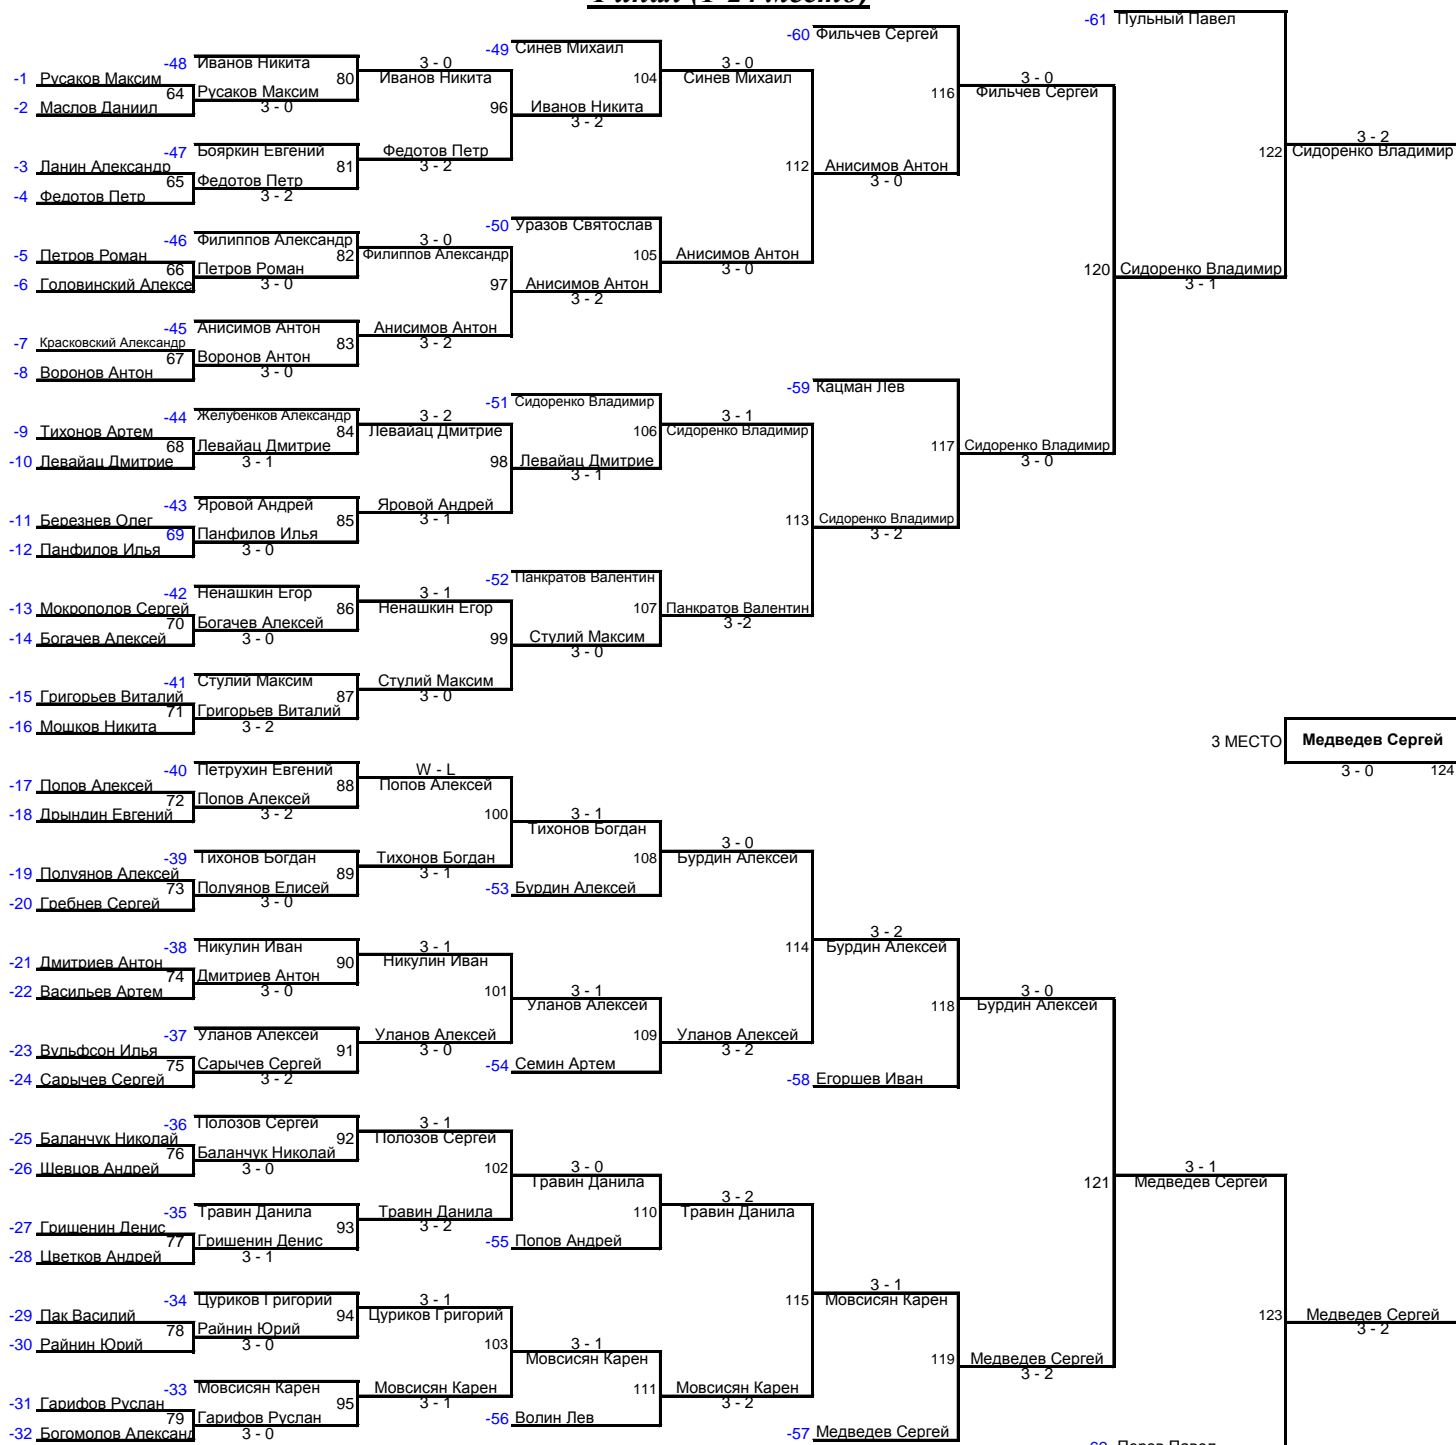 Финал (1-24 место)
-61 Пульный Павел
-60 Фильчев Сергей
-49 Синев Михаил
-48 Иванов Никита
3 - 0
3 - 0
3 - 0
-1 Русаков Максим
80 Иванов Никита
104 Синев Михаил
116 Фильчев Сергей
64 Русаков Максим
-2 Маслов Даниил
3 - 0
96 Иванов Никита
3 - 2
-47 Бояркин Евгений
Федотов Петр
3 - 2
122 Сидоренко Владимир
-3 Ланин Александр
81
3 - 2
112 Анисимов Антон
3 - 0
65 Федотов Петр
-4 Федотов Петр
3 - 2
-50 Уразов Святослав
-46 Филиппов Александр
3 - 0
-5 Петров Роман
82 Филиппов Александр
105 Анисимов Антон
3 - 0
66 Петров Роман
120 Сидоренко Владимир
3 - 1
-6 Головинский Алексе
3 - 0
97 Анисимов Антон
3 - 2
-45 Анисимов Антон
Анисимов Антон
3 - 2
-7 Красковский Александр
83
67 Воронов Антон
-8 Воронов Антон
3 - 0
-59 Кацман Лев
-51 Сидоренко Владимир
-44 Желубенков Александр
3 - 2
3 - 1
-9 Тихонов Артем
84 Левайац Дмитрие
106 Сидоренко Владимир
68 Левайац Дмитрие
117 Сидоренко Владимир
3 - 0
-10 Левайац Дмитрие
3 - 1
98 Левайац Дмитрие
3 - 1
-43 Яровой Андрей
Яровой Андрей
3 - 1
-11 Березнев Олег
85
113 Сидоренко Владимир
3 - 2
69 Панфилов Илья
-12 Панфилов Илья
3 - 0
-52 Панкратов Валентин
-42 Ненашкин Егор
3 - 1
-13 Мокрополов Сергей
86 Ненашкин Егор
107 Панкратов Валентин
3 -2
70 Богачев Алексей
-14 Богачев Алексей
3 - 0
99 Стулий Максим
3 - 0
-41 Стулий Максим
Стулий Максим
3 - 0
-15 Григорьев Виталий
87
71 Григорьев Виталий
-16 Мошков Никита
3 - 2
3 МЕСТО Медведев Сергей
3 - 0 124
-40 Петрухин Евгений
W - L
-17 Попов Алексей
88 Попов Алексей
72 Попов Алексей
-18 Дрындин Евгений
3 - 2
100 3 - 1
Тихонов Богдан
3 - 0
-39 Тихонов Богдан
Тихонов Богдан
3 - 1
108 Бурдин Алексей
-19 Полуянов Алексей
89
73 Полуянов Елисей
-53 Бурдин Алексей
-20 Гребнев Сергей
3 - 0
3 - 2
-38 Никулин Иван
3 - 1
114 Бурдин Алексей
-21 Дмитриев Антон
90 Никулин Иван
74 Дмитриев Антон
-22 Васильев Артем
3 - 0
101 3 - 1
Уланов Алексей
3 - 0
118 Бурдин Алексей
-37 Уланов Алексей
Уланов Алексей
3 - 0
109 Уланов Алексей
3 - 2
-23 Вульфсон Илья
91
75 Сарычев Сергей
-54 Семин Артем
-24 Сарычев Сергей
3 - 2
-58 Егоршев Иван
-36 Полозов Сергей
3 - 1
-25 Баланчук Николай
92 Полозов Сергей
76 Баланчук Николай
-26 Шевцов Андрей
3 - 0
102 3 - 0
Травин Данила
3 - 1
121 Медведев Сергей
3 - 2
-35 Травин Данила
Травин Данила
3 - 2
110 Травин Данила
-27 Гришенин Денис
93
77 Гришенин Денис
-55 Попов Андрей
-28 Цветков Андрей
3 - 1
3 - 1
-34 Цуриков Григорий
3 - 1
115 Мовсисян Карен
-29 Пак Василий
94 Цуриков Григорий
123 Медведев Сергей
3 - 2
78 Райнин Юрий
-30 Райнин Юрий
3 - 0
103 3 - 1
Мовсисян Карен
119 Медведев Сергей
3 - 2
-33 Мовсисян Карен
Мовсисян Карен
3 - 1
111 Мовсисян Карен
3 - 2
-31 Гарифов Руслан
95
79 Гарифов Руслан
-56 Волин Лев
-32 Богомолов Александ
3 - 0
-57 Медведев Сергей